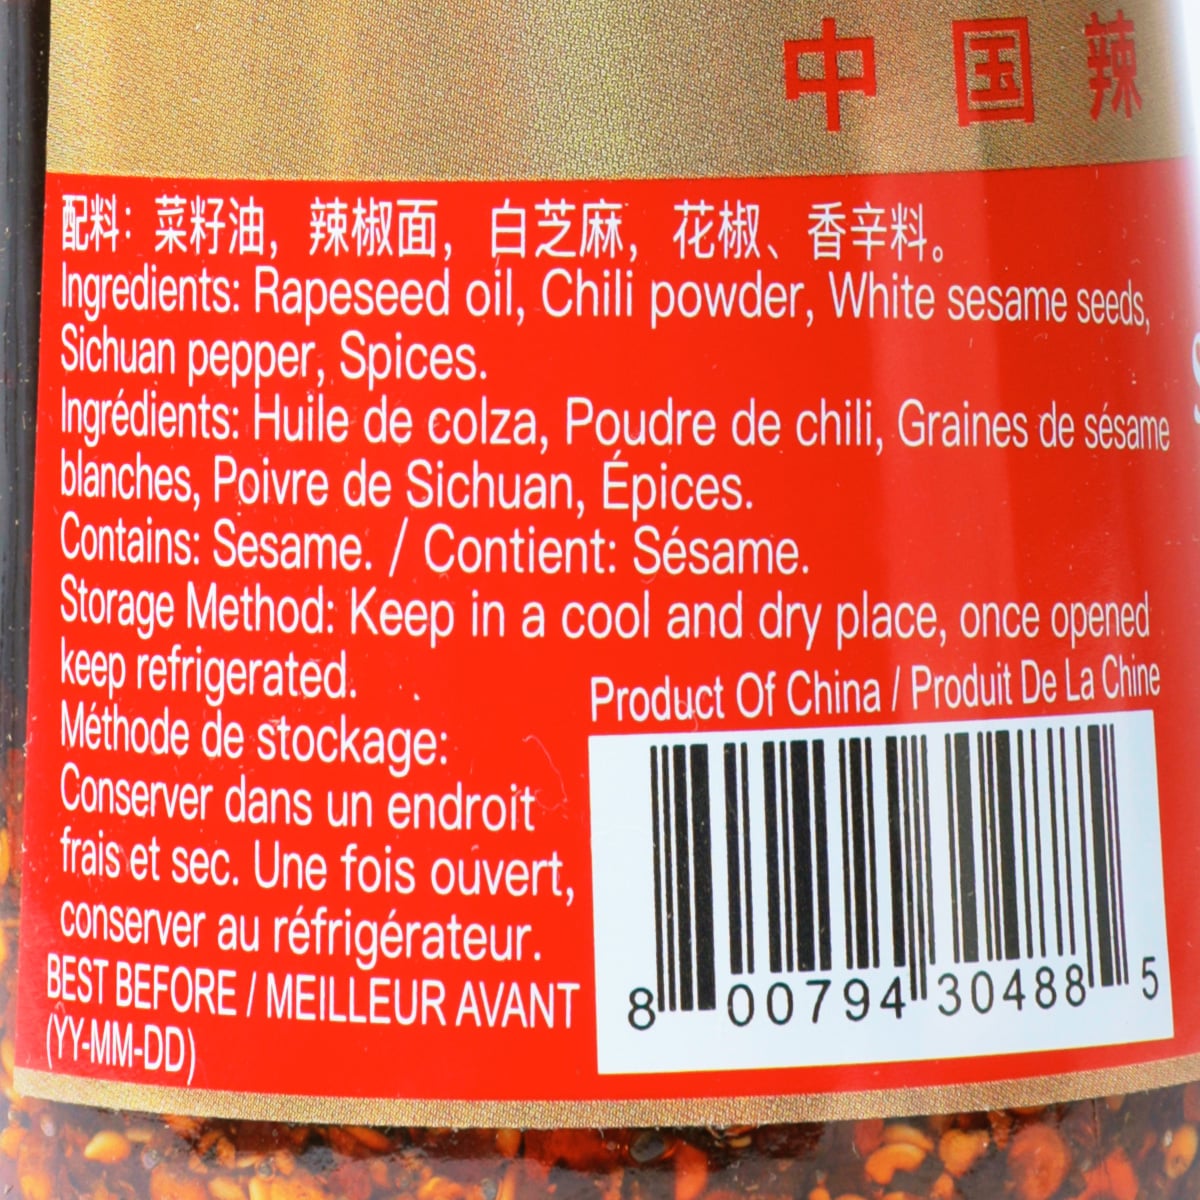 中国辣
配料：菜籽油，辣椒面，白芝麻，花椒、香辛料。
Ingredients: Rapeseed oil, Chili powder, White sesame seeds,
Sichuan pepper, Spices.
Ingrédients: Huile de colza, Poudre de chili, Graines de sésame
blanches, Poivre de Sichuan, Épices.
Contains: Sesame. / Contient: Sésame.
Storage Method: Keep in a cool and dry place, once opened
keep refrigerated.
Product Of China / Produit De La Chine
Méthode de stockage:
Conserver dans un endroit
frais et sec. Une fois ouvert,
conserver au réfrigérateur.
BEST BEFORE / MEILLEUR AVANT
(YY-MM-DD)
8 00794 30488 5